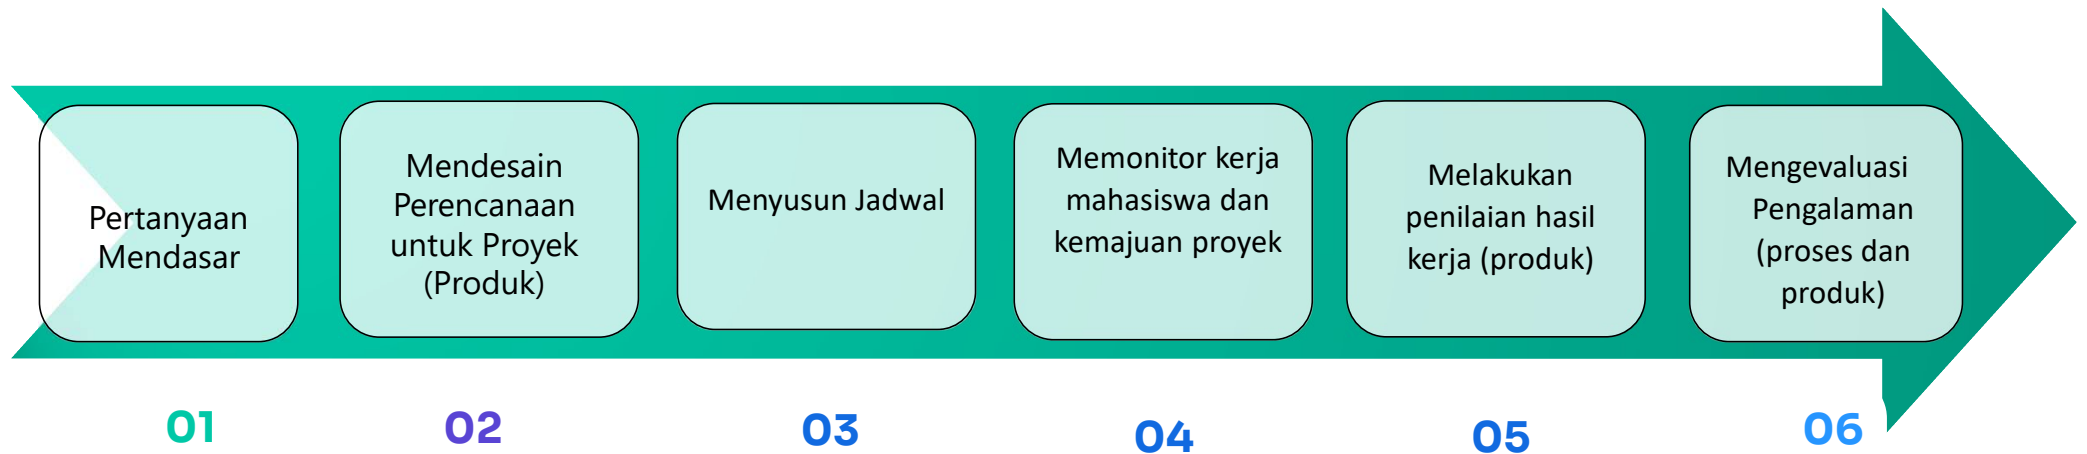 Pertanyaan
Mendasar
Mendesain
Perencanaan
untuk Proyek
(Produk)
Menyusun Jadwal
Memonitor kerja
mahasiswa dan
kemajuan proyek
Melakukan
penilaian hasil
kerja (produk)
Mengevaluasi
Pengalaman
(proses dan
produk)
01
02
03
04
05
06